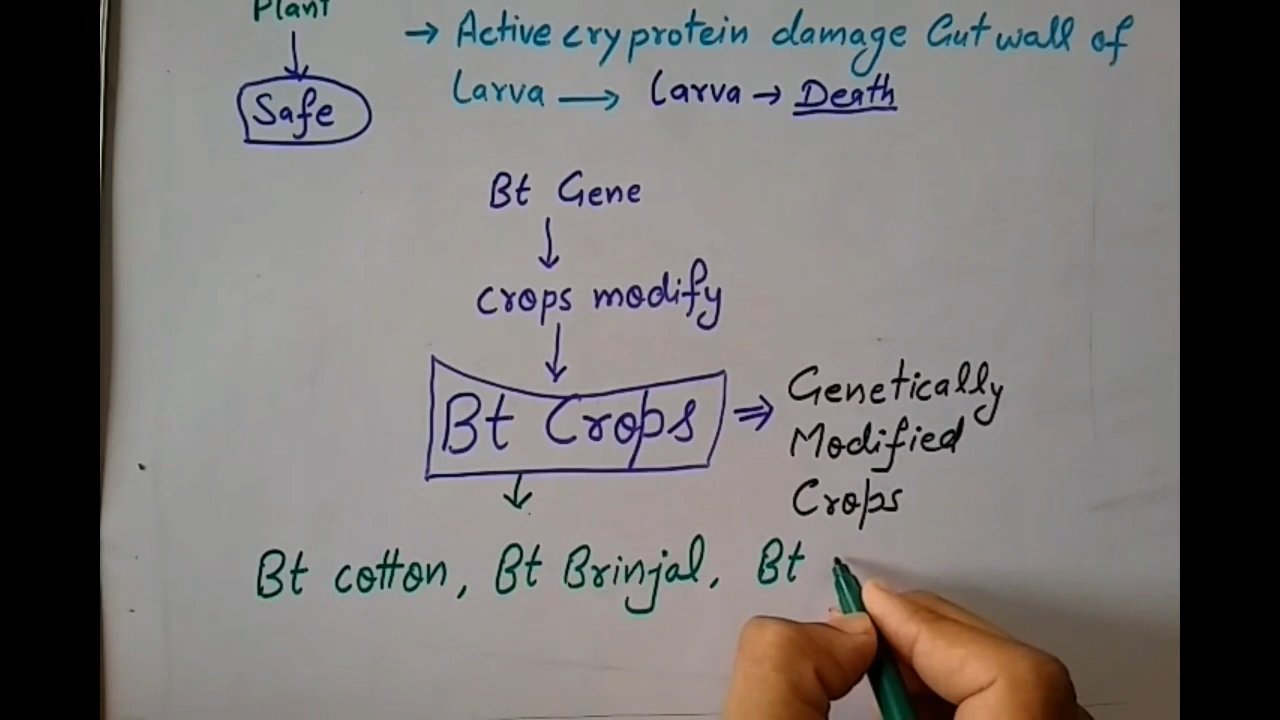 Plant
→ Active cry protein damage Gut wall of
Larva → Larva → Death
Safe
Bt Gene
crops modify
Bt Crops ⇒ Genetically
Modified
Crops
Bt cotton, Bt Brinjal, Bt